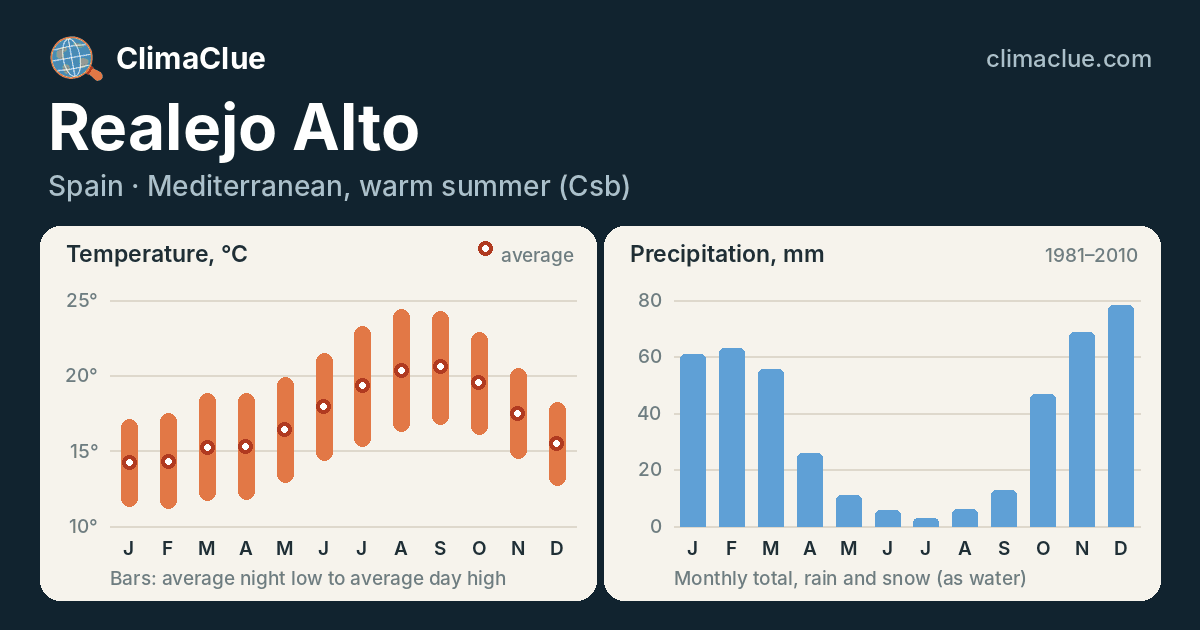 ClimaClue
climaclue.com
Realejo Alto
Spain · Mediterranean, warm summer (Csb)
Temperature, °C
average
25°
20°
15°
10°
J F M A M J J A S O N D
Bars: average night low to average day high
Precipitation, mm
1981–2010
80
60
40
20
0
J F M A M J J A S O N D
Monthly total, rain and snow (as water)